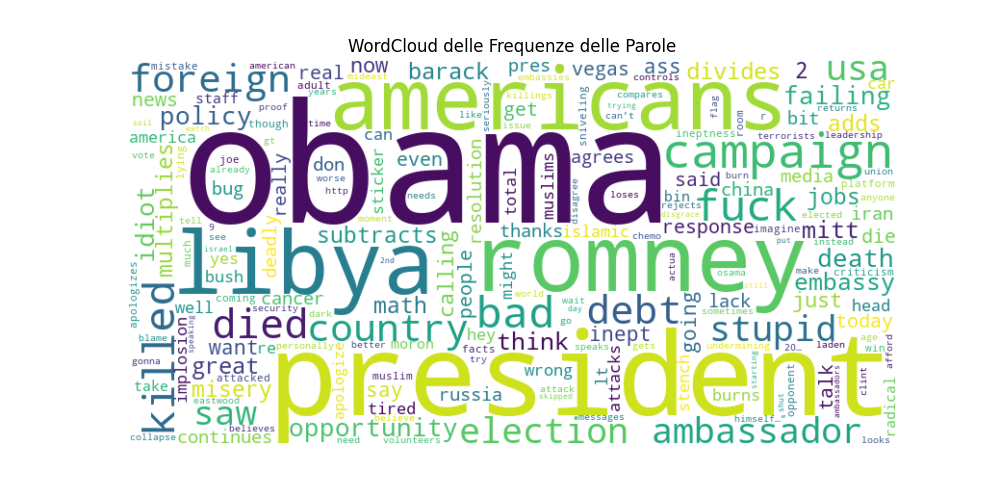 WordCloud delle Frequenze delle Parole
mistake
american
now
pres
embassies
vegas
ass
2
usa
foreign
real
mideast
barack
killings
controls
divides
car
adult
americans
compares
news
staff
years
seriously
get
trying
failing
policy
proof
like
issue
can't
flag
r
returns
soil
watch
though
time
obama
sniveling
room
bit
adds
america
gt
can
ineptness
terrorists
leadership
vote
lying
joe
don
even
resolution
agrees
campaign
already
really
worse
sticker
total
muslims
said
media
union
idiot
multiplies
bug
http
needs
disagree
loses
bin
china
burn
jobs
platform
anyone
tell
9
moment
rejects
fuck
disgrace
elected
iran
much
see
deadly
subtracts
thanks
islamic
response
imagine
mitt
die
israel
libya
2nd
calling
romney
chemo
actua
put
instead
yes
people
might
osama
make
death
criticism
apologizes
bush
coming
cancer
math
world
still
embassy
well
security
dark
bad
wait
day
debt
going
lack
sometimes
just
head
killed
died
country
go
stupid
today
blame
implosion
speaking
hey
think
inept
undermining
20...
laden
age
win
gonna
want
re
personally
better
moron
facts
speaks
gets
try
afford
great
apologize
president
wrong
lt
attacks
stench
starting
opponent
talk
ambassadors
clint
take
attacked
muslim
attack
skipped
misery
say
russia
burns
shut
radical
eastwood
saw
tired
messages
himself...
believe
collapse
continues
believes
opportunity
need
volunteers
election
ambassador
looks